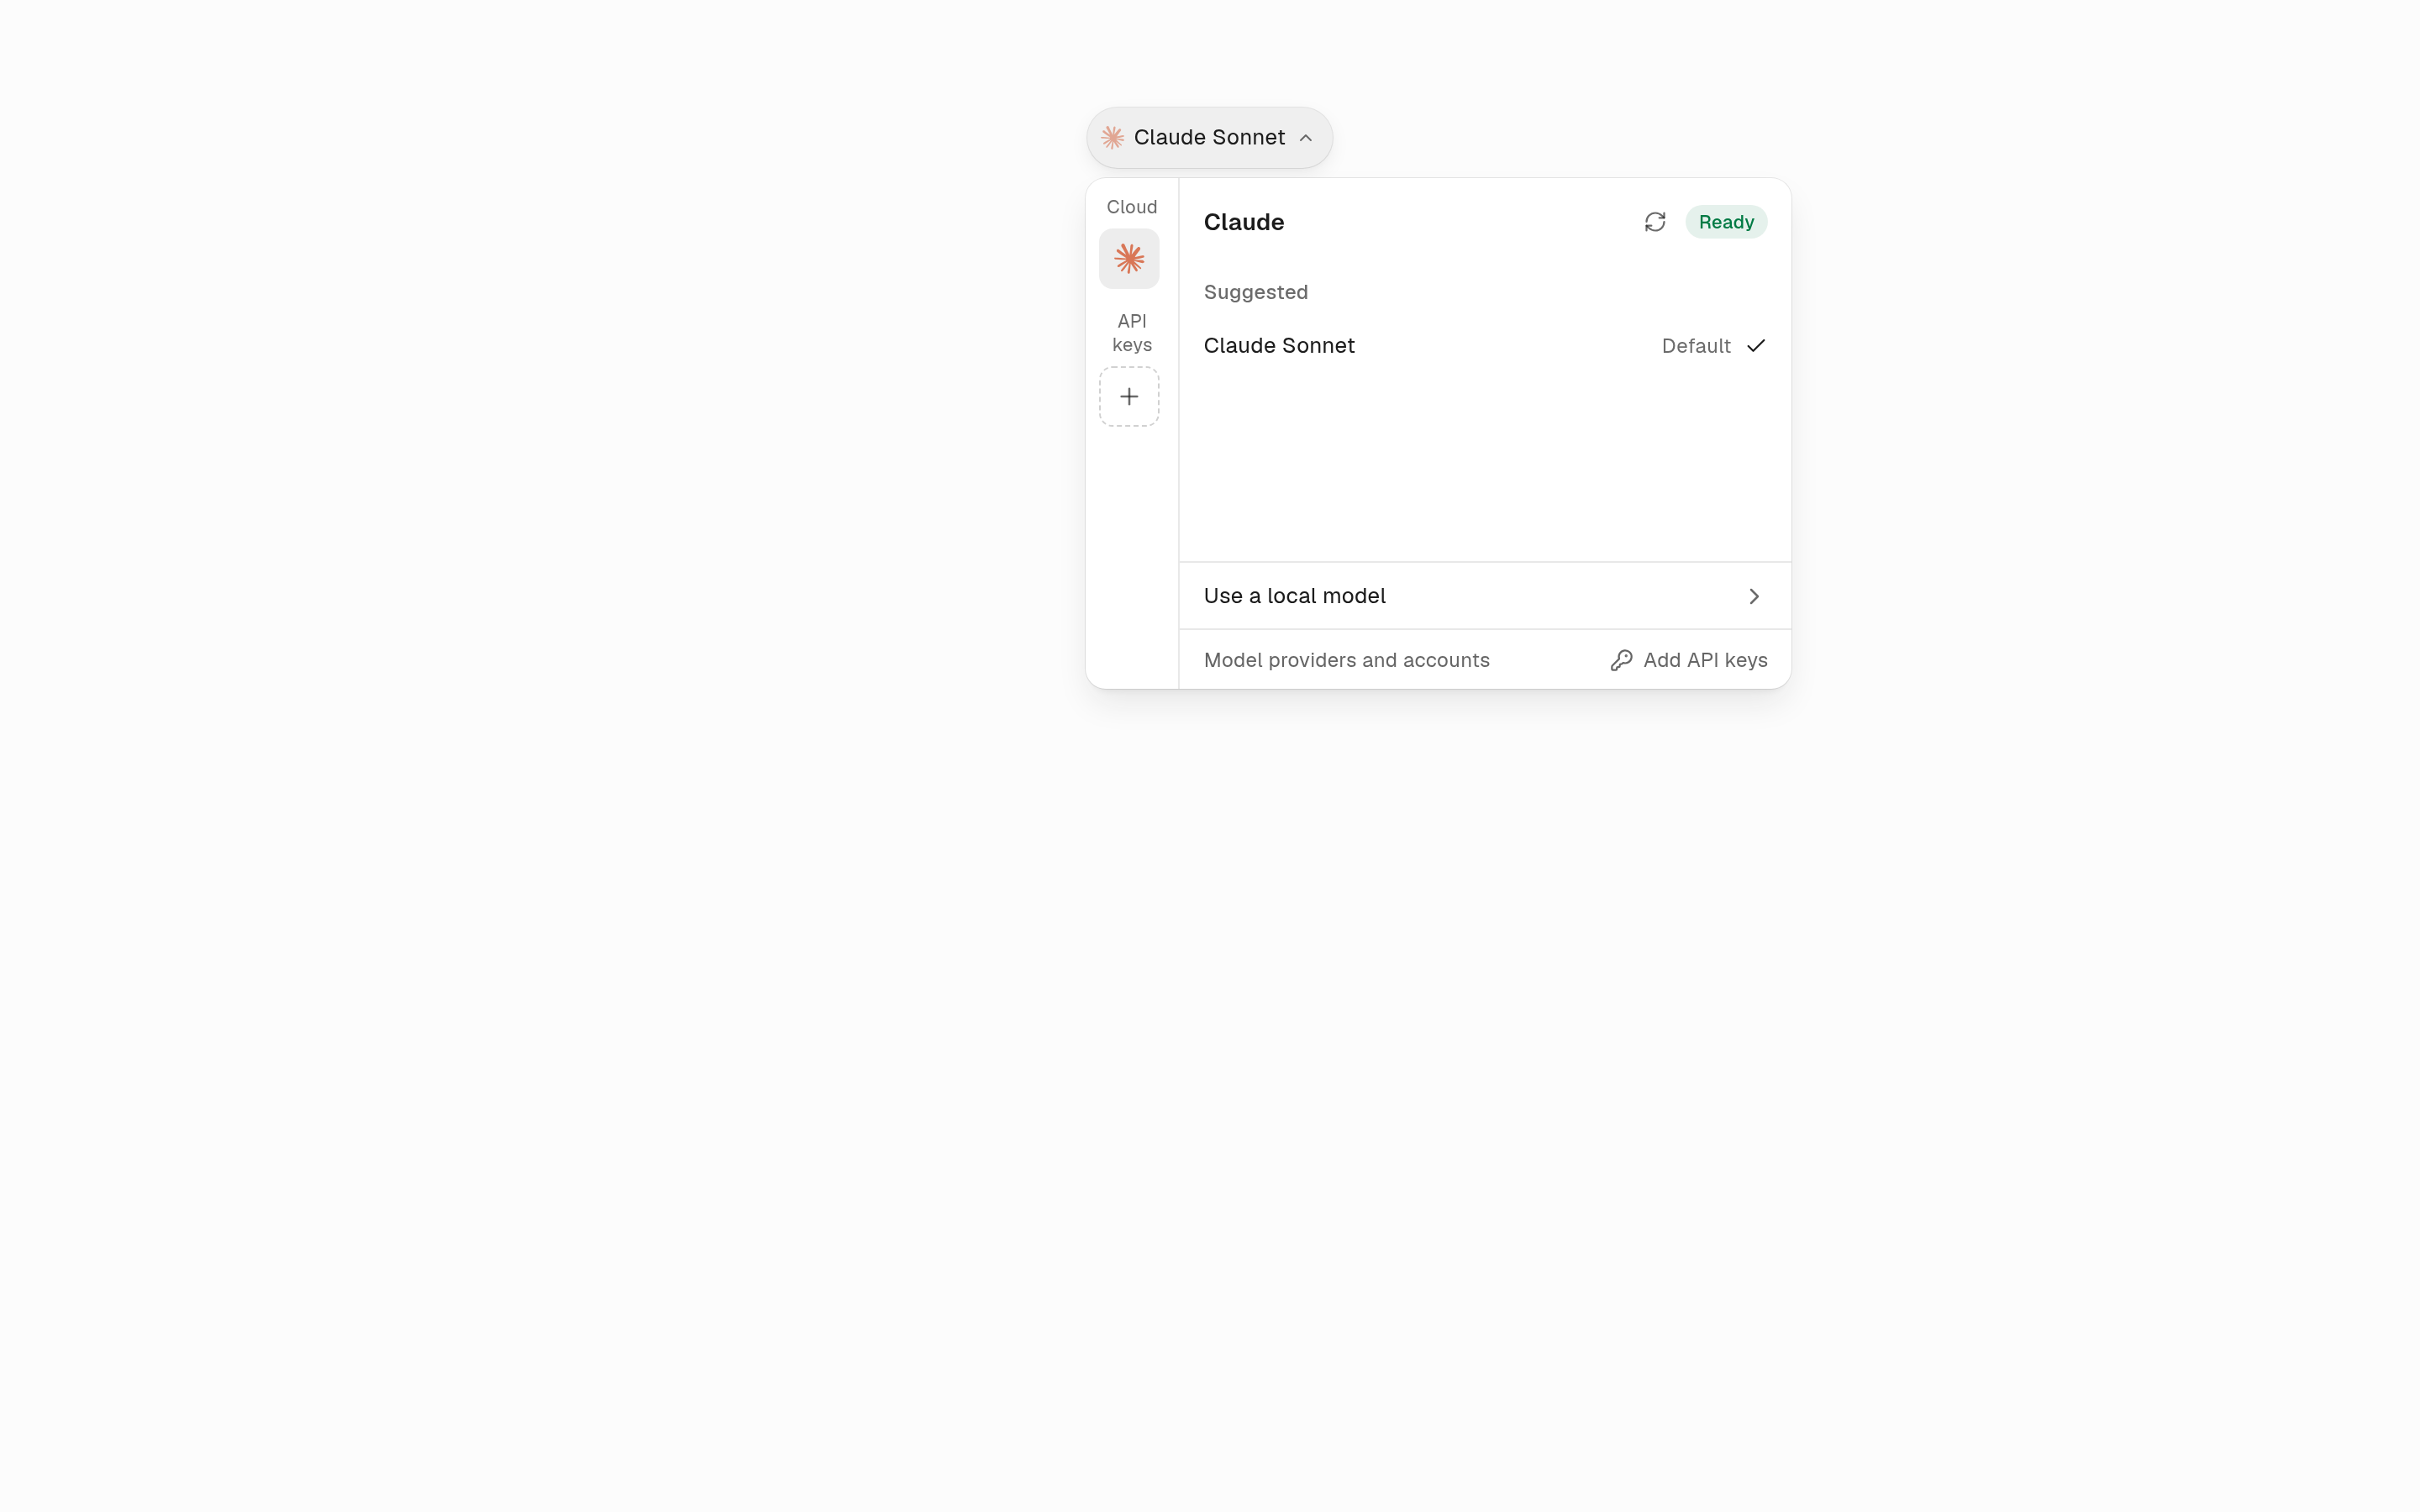 Claude Sonnet
Cloud
API
keys
Claude
Ready
Suggested
Claude Sonnet
Default
Use a local model
Model providers and accounts
Add API keys